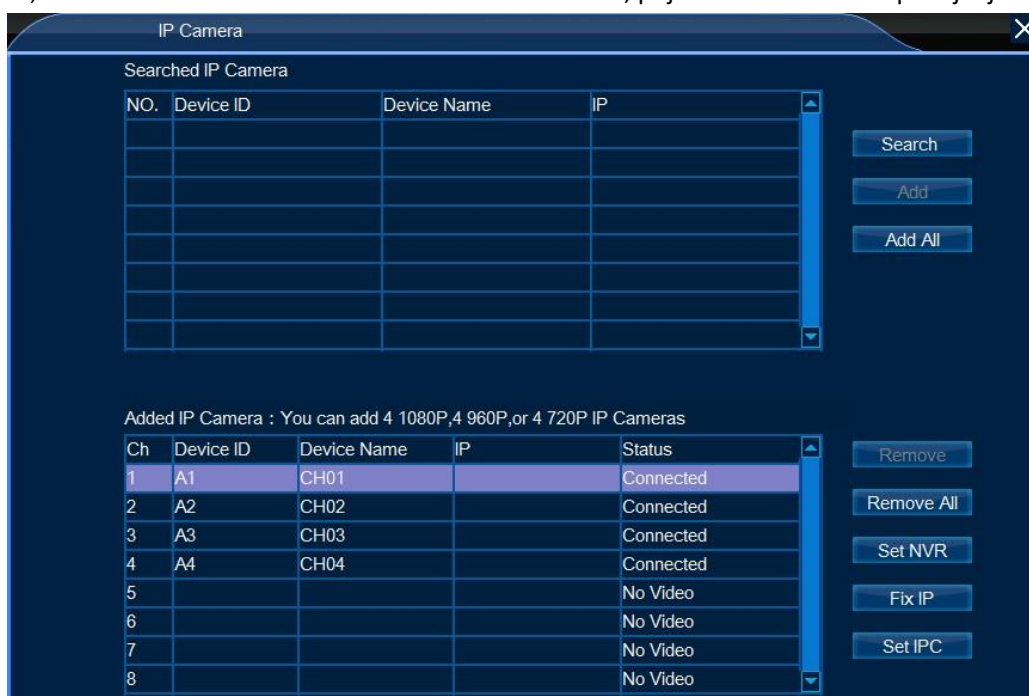 IP Camera
Searched IP Camera
NO. Device ID Device Name IP
Search
Add
Add All
Added IP Camera : You can add 4 1080P,4 960P,or 4 720P IP Cameras
Ch Device ID Device Name IP Status
Remove
1 A1 CH01 Connected
2 A2 CH02 Connected
Remove All
3 A3 CH03 Connected
Set NVR
4 A4 CH04 Connected
5 No Video
Fix IP
6 No Video
7 No Video
Set IPC
8 No Video